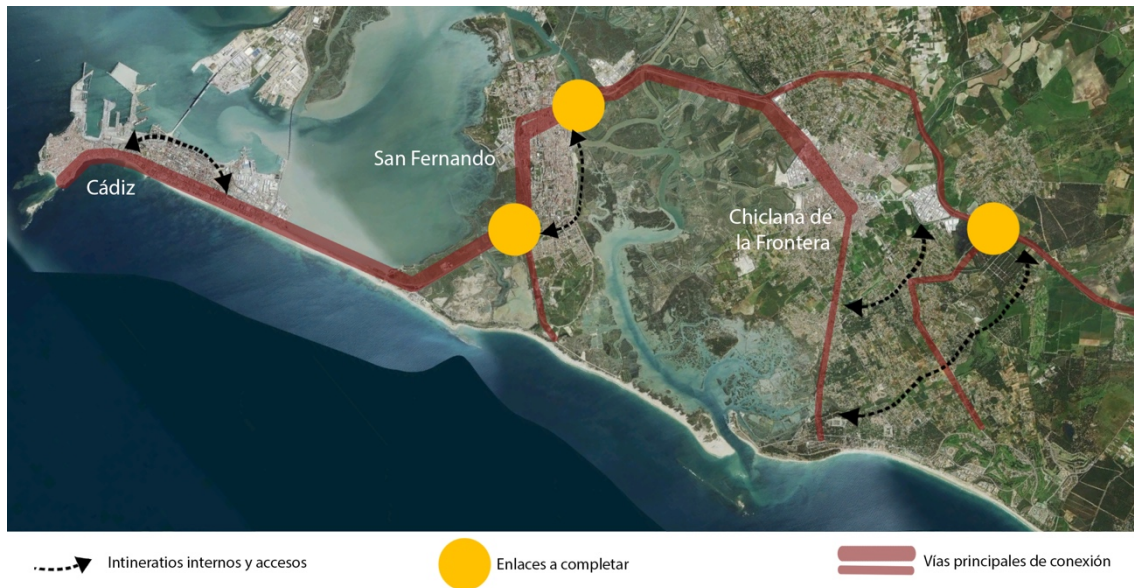 San Fernando
Cádiz
Chiclana de
la Frontera
Intineratios internos y accesos
Enlaces a completar
Vías principales de conexión